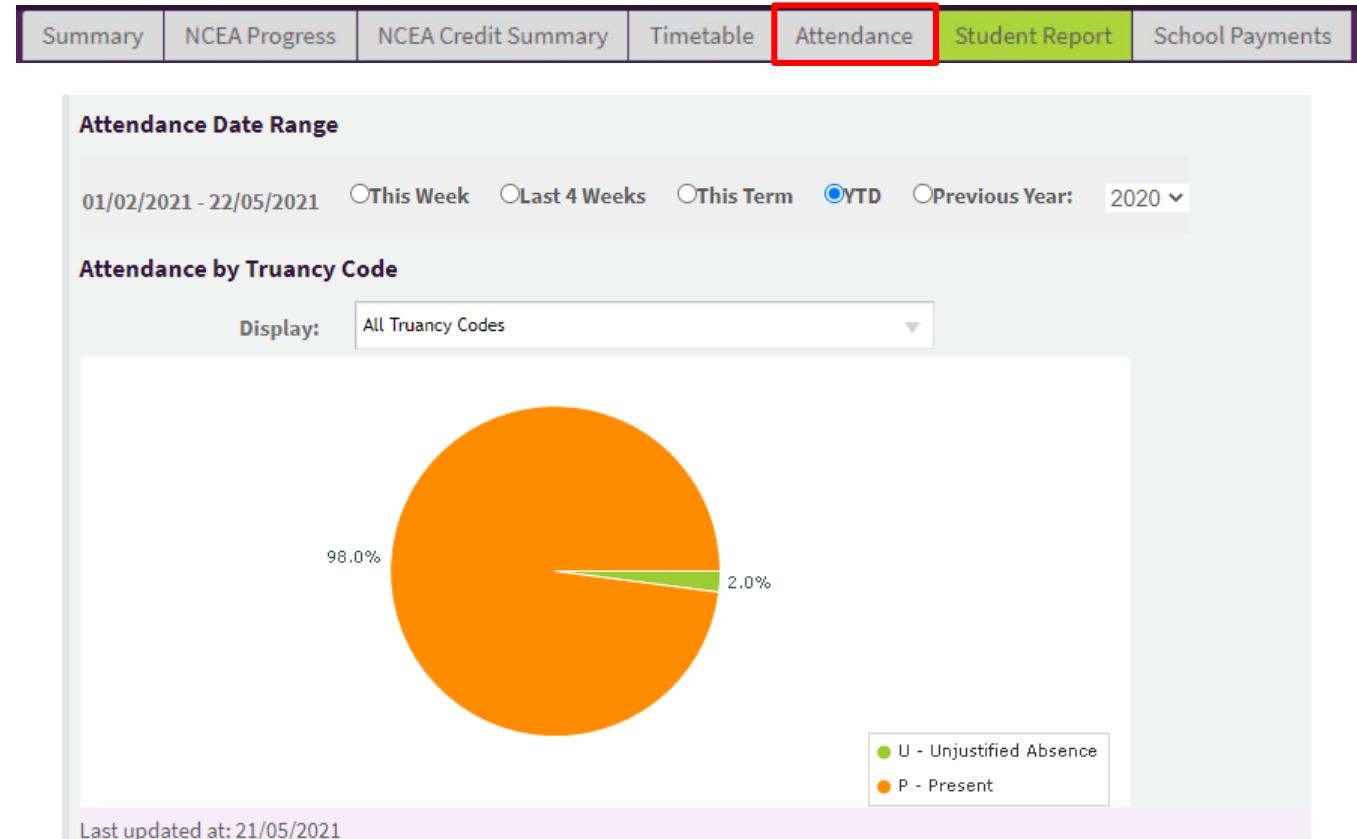 Summary NCEA Progress NCEA Credit Summary Timetable Attendance Student Report School Payments
Attendance Date Range
01/02/2021 - 22/05/2021 This Week Last 4 Weeks This Term YTD Previous Year: 2020
Attendance by Truancy Code
Display: All Truancy Codes
98.0%
2.0%
U - Unjustified Absence
P - Present
Last updated at: 21/05/2021